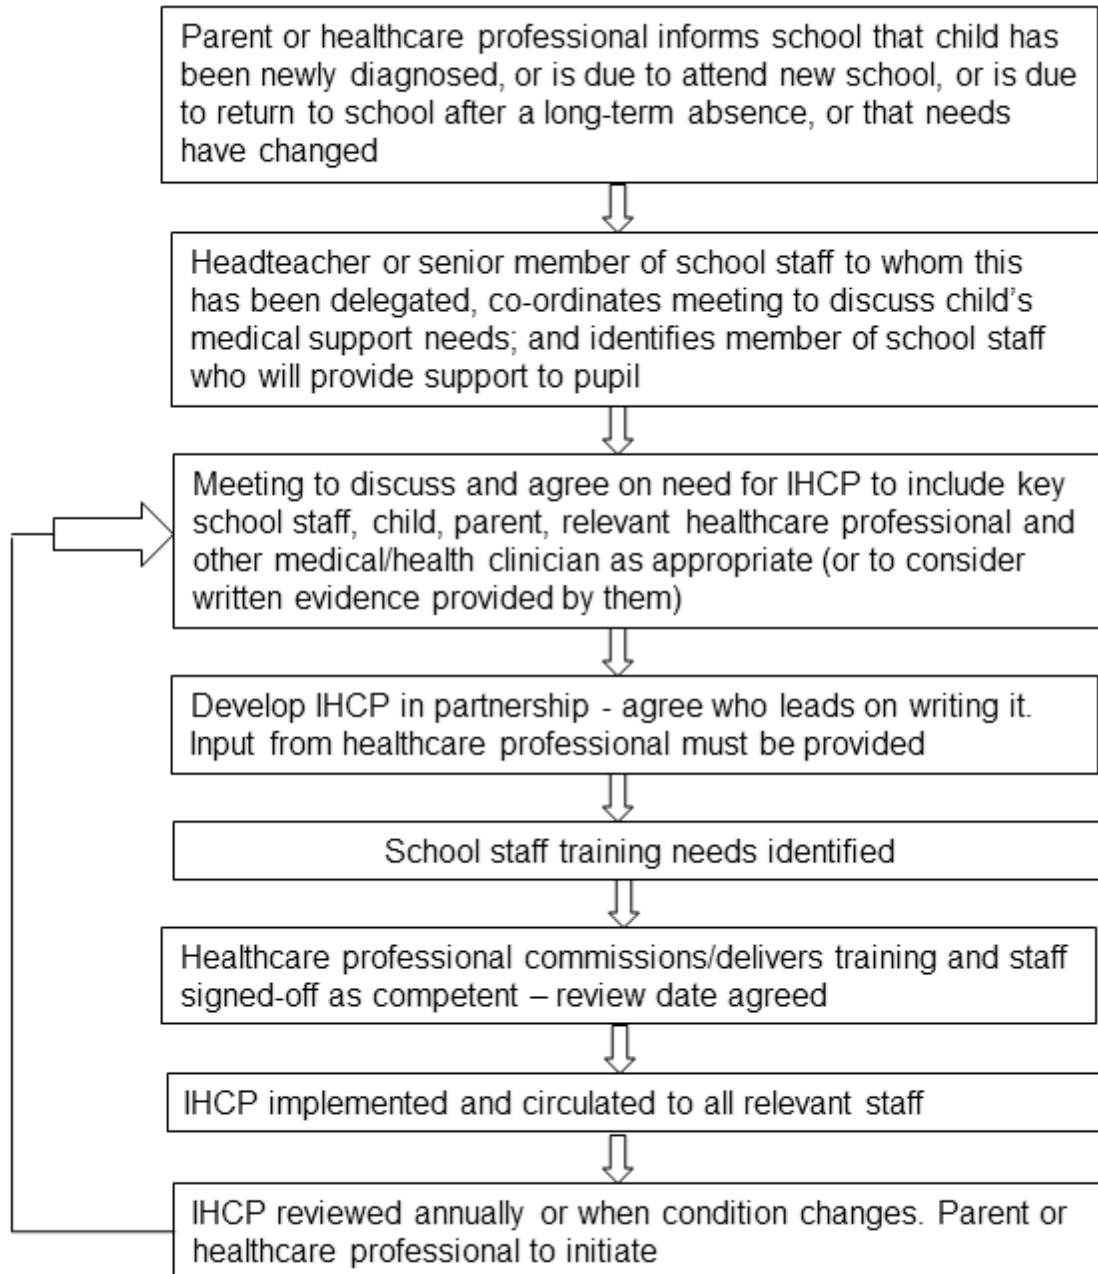 Parent or healthcare professional informs school that child has
been newly diagnosed, or is due to attend new school, or is due
to return to school after a long-term absence, or that needs
have changed
Headteacher or senior member of school staff to whom this
has been delegated, co-ordinates meeting to discuss child's
medical support needs; and identifies member of school staff
who will provide support to pupil
Meeting to discuss and agree on need for IHCP to include key
school staff, child, parent, relevant healthcare professional and
other medical/health clinician as appropriate (or to consider
written evidence provided by them)
Develop IHCP in partnership - agree who leads on writing it.
Input from healthcare professional must be provided
School staff training needs identified
Healthcare professional commissions/delivers training and staff
signed-off as competent – review date agreed
IHCP implemented and circulated to all relevant staff
IHCP reviewed annually or when condition changes. Parent or
healthcare professional to initiate